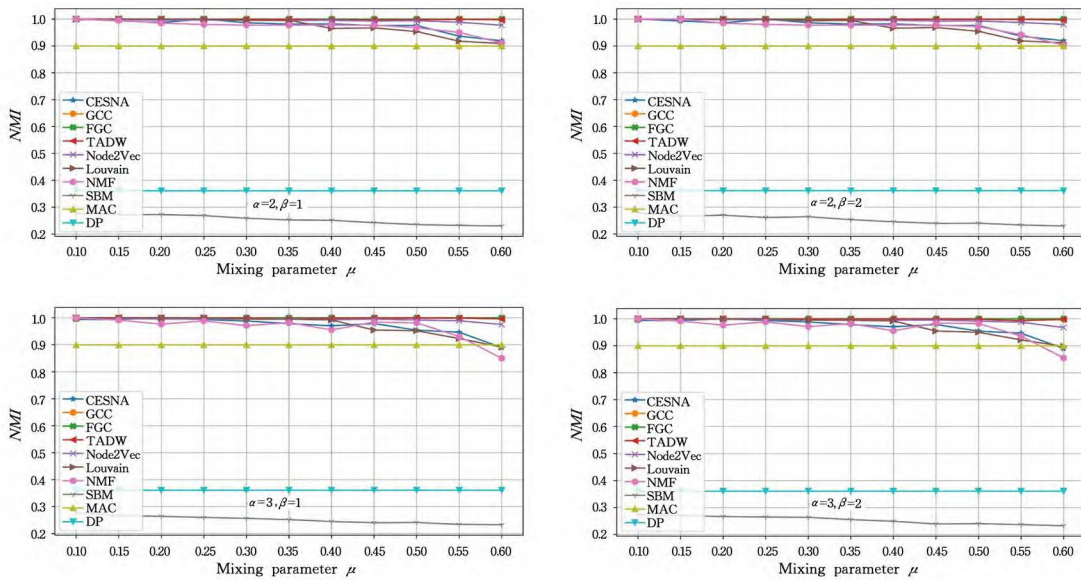 1.0
0.9
0.8
0.7
0.6
0.5
0.4
0.3
0.2
NMI
CESNA
GCC
FGC
TADW
Node2Vec
Louvain
NMF
SBM
MAC
DP
α=2,β=1
0.10 0.15 0.20 0.25 0.30 0.35 0.40 0.45 0.50 0.55 0.60
Mixing parameter μ
1.0
0.9
0.8
0.7
0.6
0.5
0.4
0.3
0.2
NMI
CESNA
GCC
FGC
TADW
Node2Vec
Louvain
NMF
SBM
MAC
DP
α=2,β=2
0.10 0.15 0.20 0.25 0.30 0.35 0.40 0.45 0.50 0.55 0.60
Mixing parameter μ
1.0
0.9
0.8
0.7
0.6
0.5
0.4
0.3
0.2
NMI
CESNA
GCC
FGC
TADW
Node2Vec
Louvain
NMF
SBM
MAC
DP
α=3,β=1
0.10 0.15 0.20 0.25 0.30 0.35 0.40 0.45 0.50 0.55 0.60
Mixing parameter μ
1.0
0.9
0.8
0.7
0.6
0.5
0.4
0.3
0.2
NMI
CESNA
GCC
FGC
TADW
Node2Vec
Louvain
NMF
SBM
MAC
DP
α=3,β=2
0.10 0.15 0.20 0.25 0.30 0.35 0.40 0.45 0.50 0.55 0.60
Mixing parameter μ